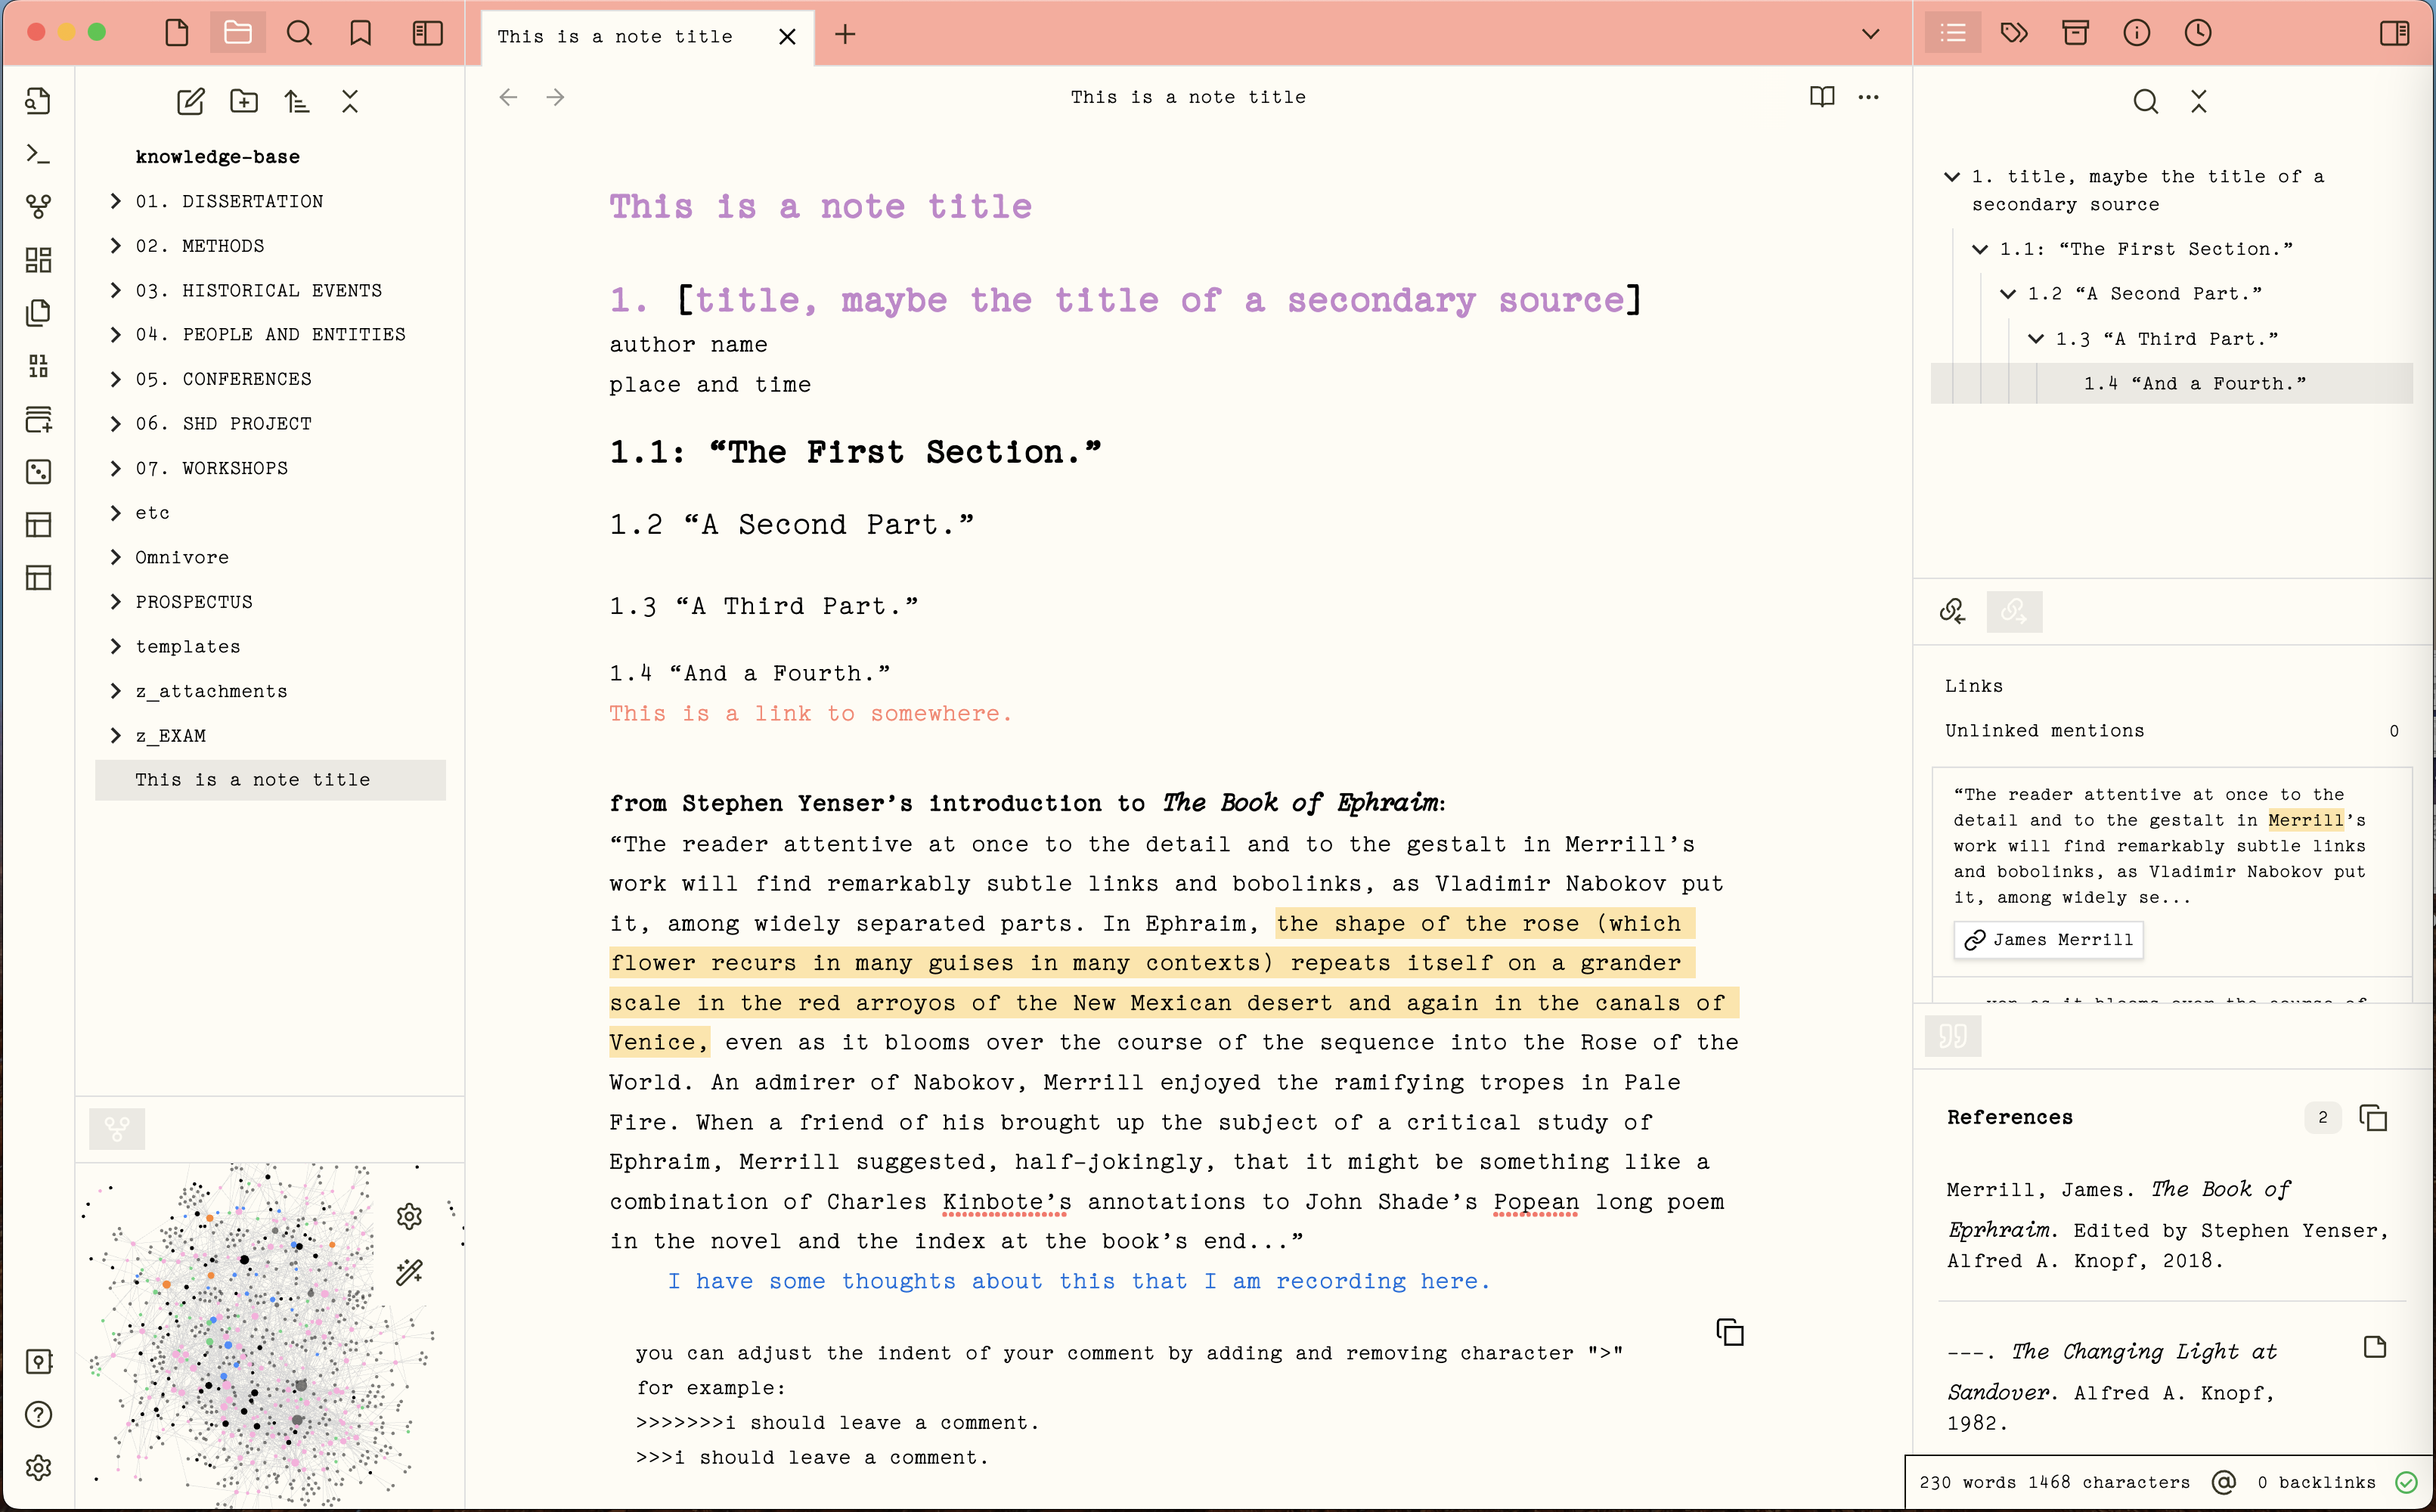 This is a note title
This is a note title
knowledge-base
01. DISSERTATION
02. METHODS
03. HISTORICAL EVENTS
04. PEOPLE AND ENTITIES
05. CONFERENCES
06. SHD PROJECT
07. WORKSHOPS
etc
Omnivore
PROSPECTUS
templates
z_attachments
z_EXAM
This is a note title
This is a note title
1. [title, maybe the title of a secondary source]
author name
place and time
1.1: “The First Section.”
1.2 “A Second Part.”
1.3 “A Third Part.”
1.4 “And a Fourth.”
This is a link to somewhere.
from Stephen Yenser’s introduction to The Book of Ephraim:
“The reader attentive at once to the detail and to the gestalt in Merrill’s
work will find remarkably subtle links and bobolinks, as Vladimir Nabokov put
it, among widely separated parts. In Ephraim, the shape of the rose (which
flower recurs in many guises in many contexts) repeats itself on a grander
scale in the red arroyos of the New Mexican desert and again in the canals of
Venice, even as it blooms over the course of the sequence into the Rose of the
World. An admirer of Nabokov, Merrill enjoyed the ramifying tropes in Pale
Fire. When a friend of his brought up the subject of a critical study of
Ephraim, Merrill suggested, half-jokingly, that it might be something like a
combination of Charles Kinbote’s annotations to John Shade’s Popean long poem
in the novel and the index at the book’s end...”
I have some thoughts about this that I am recording here.
you can adjust the indent of your comment by adding and removing character ">"
for example:
>>>>>>>i should leave a comment.
>>>i should leave a comment.
1. title, maybe the title of a
secondary source
1.1: “The First Section.”
1.2 “A Second Part.”
1.3 “A Third Part.”
1.4 “And a Fourth.”
Links
Unlinked mentions 0
“The reader attentive at once to the
detail and to the gestalt in Merrill’s
work will find remarkably subtle links
and bobolinks, as Vladimir Nabokov put
it, among widely se...
James Merrill
ven as it blooms over the course of
References 2
Merrill, James. The Book of
Eprhraim. Edited by Stephen Yenser,
Alfred A. Knopf, 2018.
---. The Changing Light at
Sandover. Alfred A. Knopf,
1982.
230 words 1468 characters @ 0 backlinks